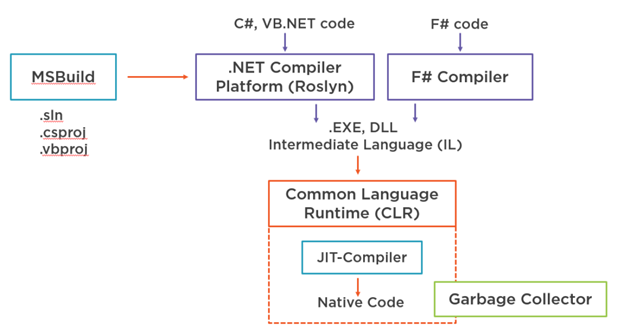 C#, VB.NET code
F# code
MSBuild
.NET Compiler
Platform (Roslyn)
F# Compiler
.sln
.csproj
.vbproj
.EXE, DLL
Intermediate Language (IL)
Common Language
Runtime (CLR)
JIT-Compiler
Native Code
Garbage Collector